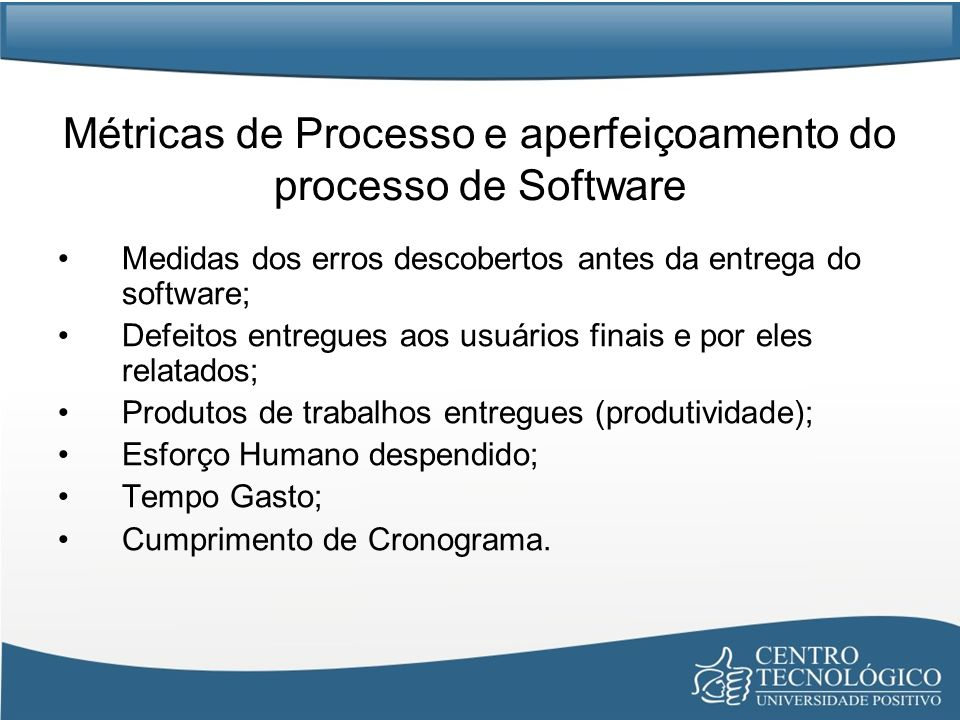 Métricas de Processo e aperfeiçoamento do
processo de Software
• Medidas dos erros descobertos antes da entrega do
software;
• Defeitos entregues aos usuários finais e por eles
relatados;
• Produtos de trabalhos entregues (produtividade);
• Esforço Humano despendido;
• Tempo Gasto;
• Cumprimento de Cronograma.
CENTRO
TECNOLÓGICO
UNIVERSIDADE POSITIVO